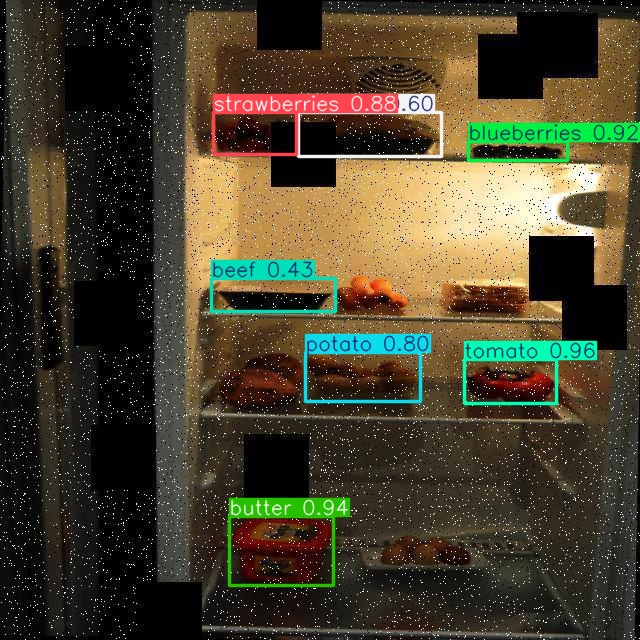 strawberries 0.88
.60
blueberries 0.92
beef 0.43
potato 0.80
tomato 0.96
butter 0.94